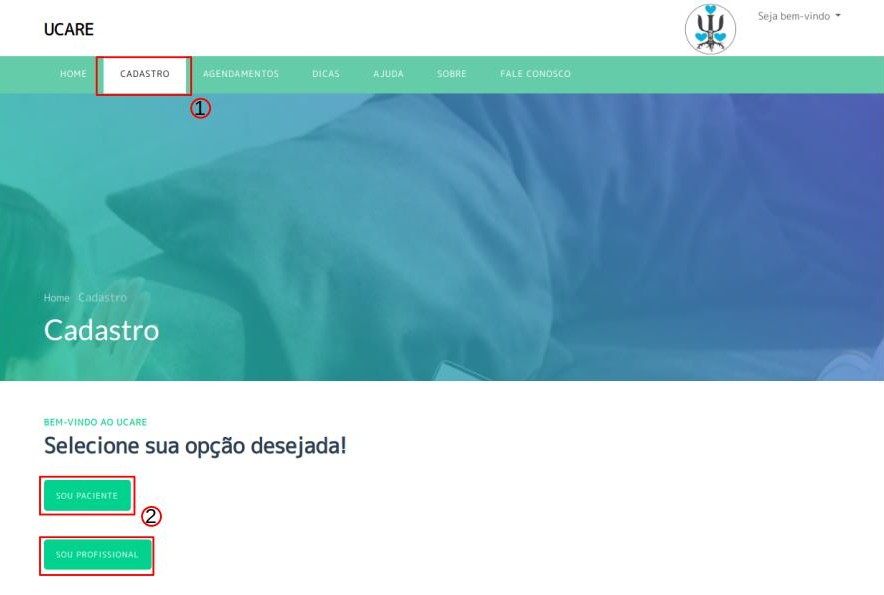 UCARE
Seja bem-vindo
HOME CADASTRO AGENDAMENTOS DICAS AJUDA SOBRE FALE CONOSCO
1
Home Cadastro
Cadastro
BEM-VINDO AO UCARE
Selecione sua opção desejada!
SOU PACIENTE
2
SOU PROFISSIONAL